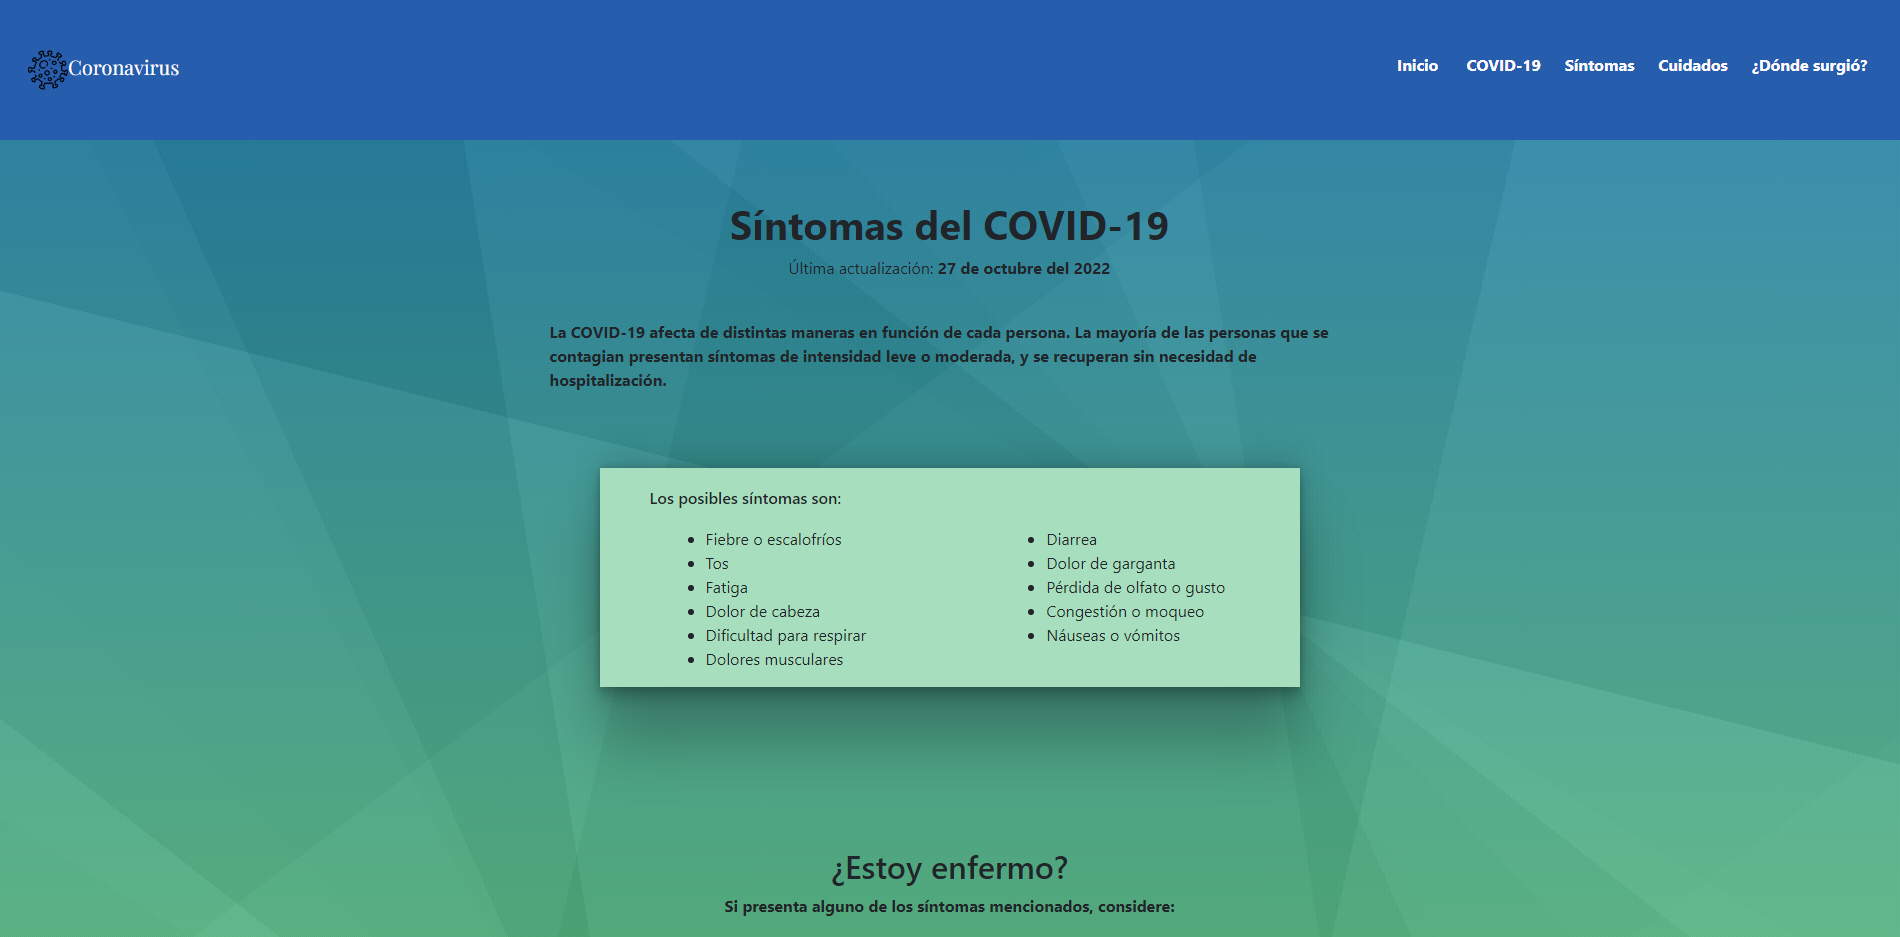 Coronavirus
Inicio COVID-19 Síntomas Cuidados ¿Dónde surgió?
Síntomas del COVID-19
Última actualización: 27 de octubre del 2022
La COVID-19 afecta de distintas maneras en función de cada persona. La mayoría de las personas que se
contagian presentan síntomas de intensidad leve o moderada, y se recuperan sin necesidad de
hospitalización.
Los posibles síntomas son:
Fiebre o escalofríos
Tos
Fatiga
Dolor de cabeza
Dificultad para respirar
Dolores musculares
Diarrea
Dolor de garganta
Pérdida de olfato o gusto
Congestión o moqueo
Náuseas o vómitos
¿Estoy enfermo?
Si presenta alguno de los síntomas mencionados, considere: